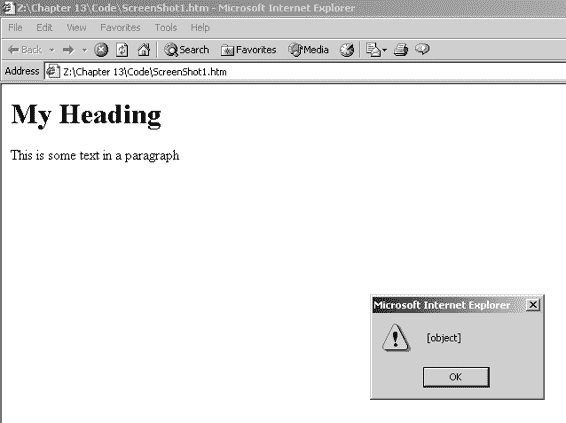 Z:\Chapter 13\Code\ScreenShot1.htm - Microsoft Internet Explorer
File Edit View Favorites Tools Help
Back Search Favorites Media
Address Z:\Chapter 13\Code\ScreenShot1.htm
My Heading
This is some text in a paragraph
Microsoft Internet Explorer
[object]
OK